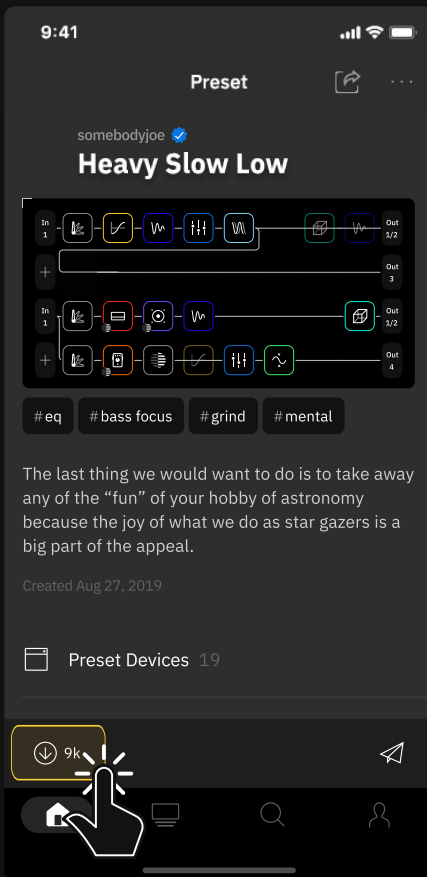 9:41
Preset
somebodyjoe
Heavy Slow Low
In 1
Out 1/2
+
Out 3
In 1
Out 1/2
+
Out 4
#eq #bass focus #grind #mental
The last thing we would want to do is to take away
any of the “fun” of your hobby of astronomy
because the joy of what we do as star gazers is a
big part of the appeal.
Created Aug 27, 2019
Preset Devices 19
9k